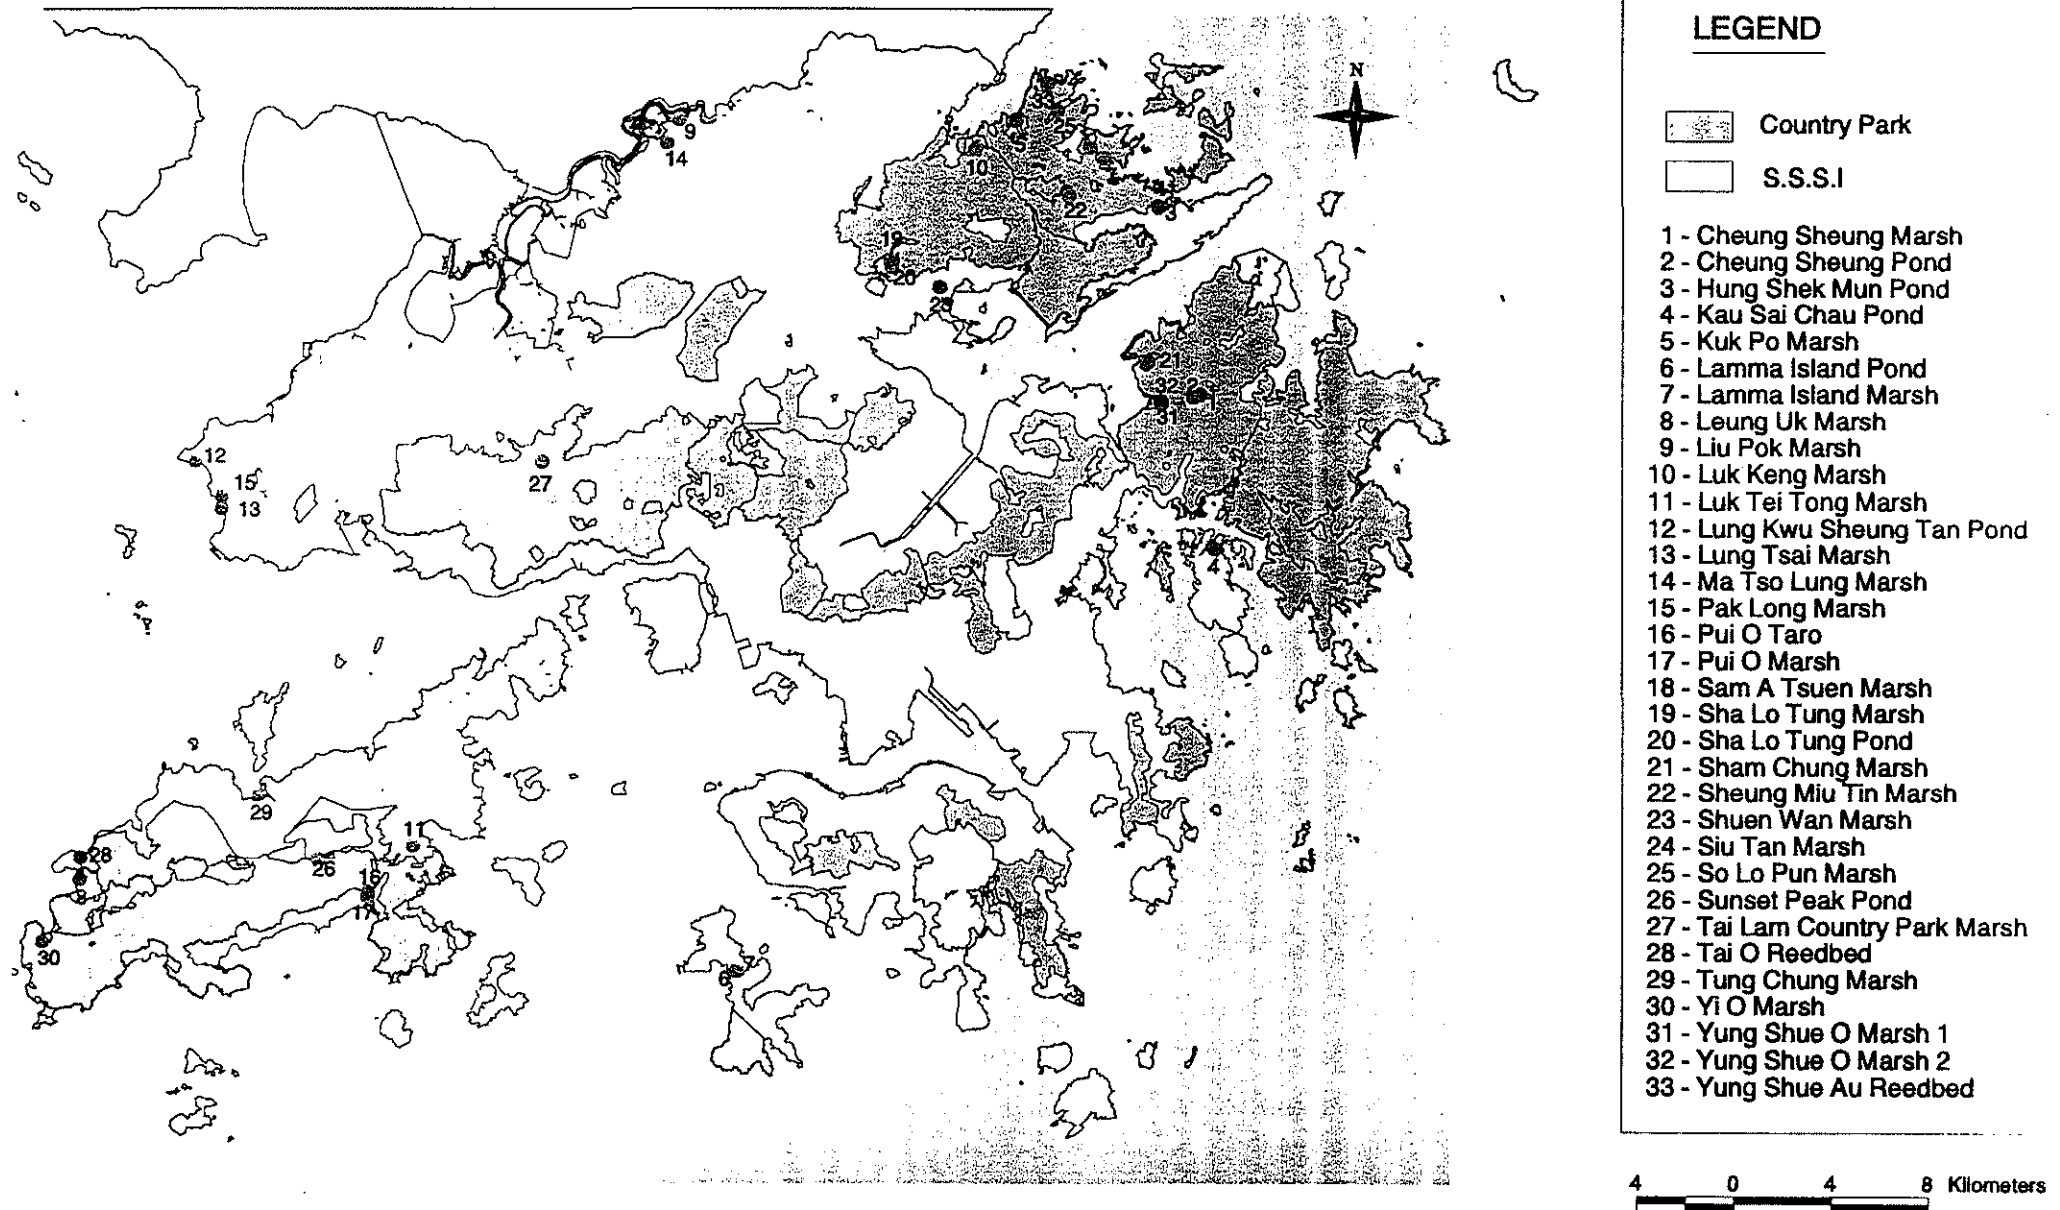 LEGEND
Country Park
S.S.S.I
1 - Cheung Sheung Marsh
2 - Cheung Sheung Pond
3 - Hung Shek Mun Pond
4 - Kau Sai Chau Pond
5 - Kuk Po Marsh
6 - Lamma Island Pond
7 - Lamma Island Marsh
8 - Leung Uk Marsh
9 - Liu Pok Marsh
10 - Luk Keng Marsh
11 - Luk Tei Tong Marsh
12 - Lung Kwu Sheung Tan Pond
13 - Lung Tsai Marsh
14 - Ma Tso Lung Marsh
15 - Pak Long Marsh
16 - Pui O Taro
17 - Pui O Marsh
18 - Sam A Tsuen Marsh
19 - Sha Lo Tung Marsh
20 - Sha Lo Tung Pond
21 - Sham Chung Marsh
22 - Sheung Miu Tin Marsh
23 - Shuen Wan Marsh
24 - Siu Tan Marsh
25 - So Lo Pun Marsh
26 - Sunset Peak Pond
27 - Tai Lam Country Park Marsh
28 - Tai O Reedbed
29 - Tung Chung Marsh
30 - Yi O Marsh
31 - Yung Shue O Marsh 1
32 - Yung Shue O Marsh 2
33 - Yung Shue Au Reedbed
4 0 4 8 Kilometers
N
9
14
33
25
5
10
22
3
19
20
23
21
32 2
1
31
12
15
13
27
4
29
11
28
26
16
8
17
30
7
6